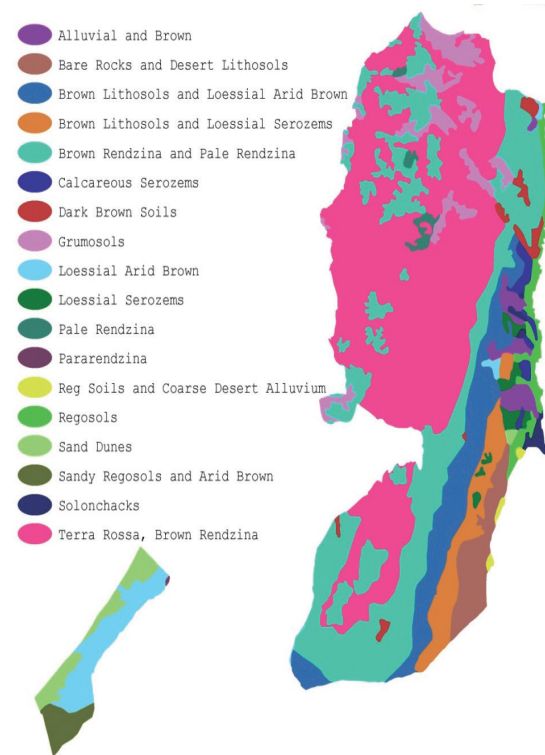 Alluvial and Brown
Bare Rocks and Desert Lithosols
Brown Lithosols and Loessial Arid Brown
Brown Lithosols and Loessial Serozems
Brown Rendzina and Pale Rendzina
Calcareous Serozems
Dark Brown Soils
Grumosols
Loessial Arid Brown
Loessial Serozems
Pale Rendzina
Pararendzina
Reg Soils and Coarse Desert Alluvium
Regosols
Sand Dunes
Sandy Regosols and Arid Brown
Solonchacks
Terra Rossa, Brown Rendzina